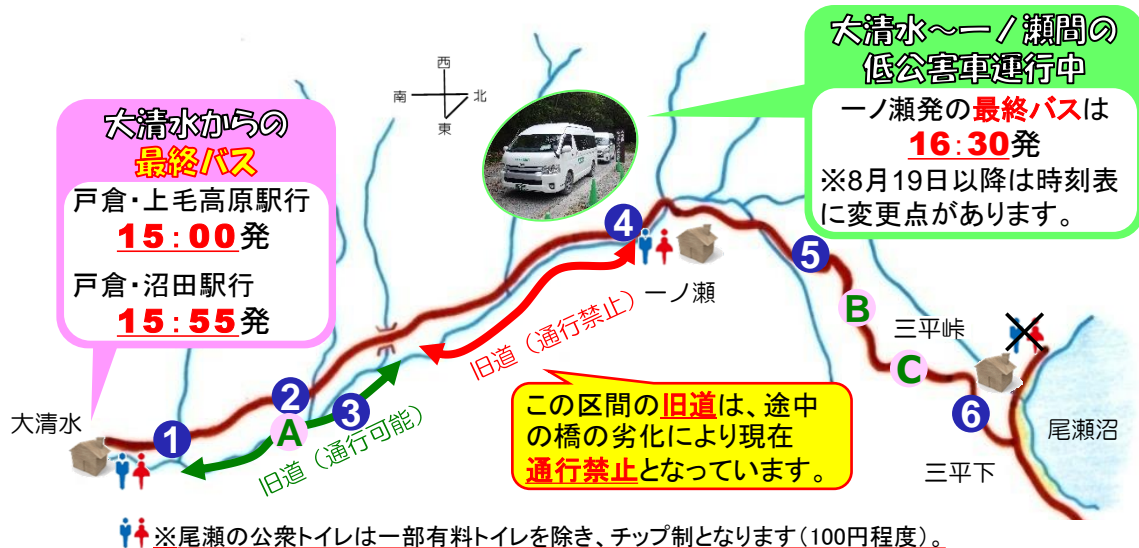 大清水からの
最終バス
戸倉・上毛高原駅行
15:00発
戸倉・沼田駅行
15:55発
西
南
北
東
大清水～一ノ瀬間の
低公害車運行中
一ノ瀬発の最終バスは
16:30発
※8月19日以降は時刻表
に変更点があります。
4
5
一ノ瀬
B
三平峠
旧道（通行禁止）
C
2
3
1
A
大清水
旧道（通行可能）
この区間の旧道は、途中
の橋の劣化により現在
通行禁止となっています。
6
尾瀬沼
三平下
※尾瀬の公衆トイレは一部有料トイレを除き、チップ制となります（100円程度）。